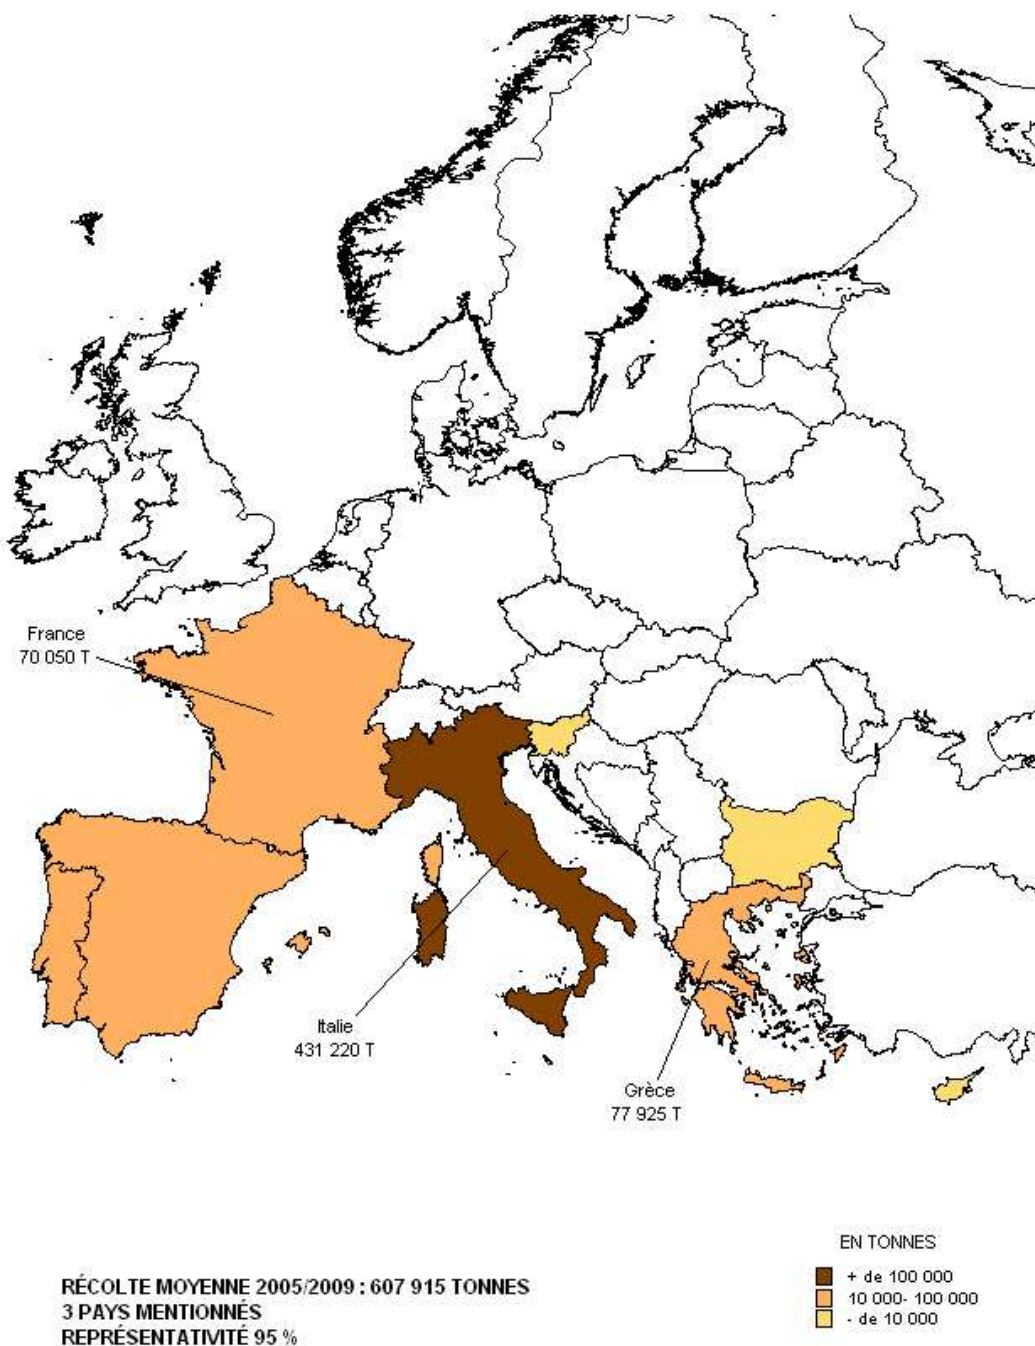 France
70 050 T
Italie
431 220 T
Grèce
77 925 T
EN TONNES
+ de 100 000
10 000- 100 000
- de 10 000
RÉCOLTE MOYENNE 2005/2009 : 607 915 TONNES
3 PAYS MENTIONNÉS
REPRÉSENTATIVITÉ 95 %